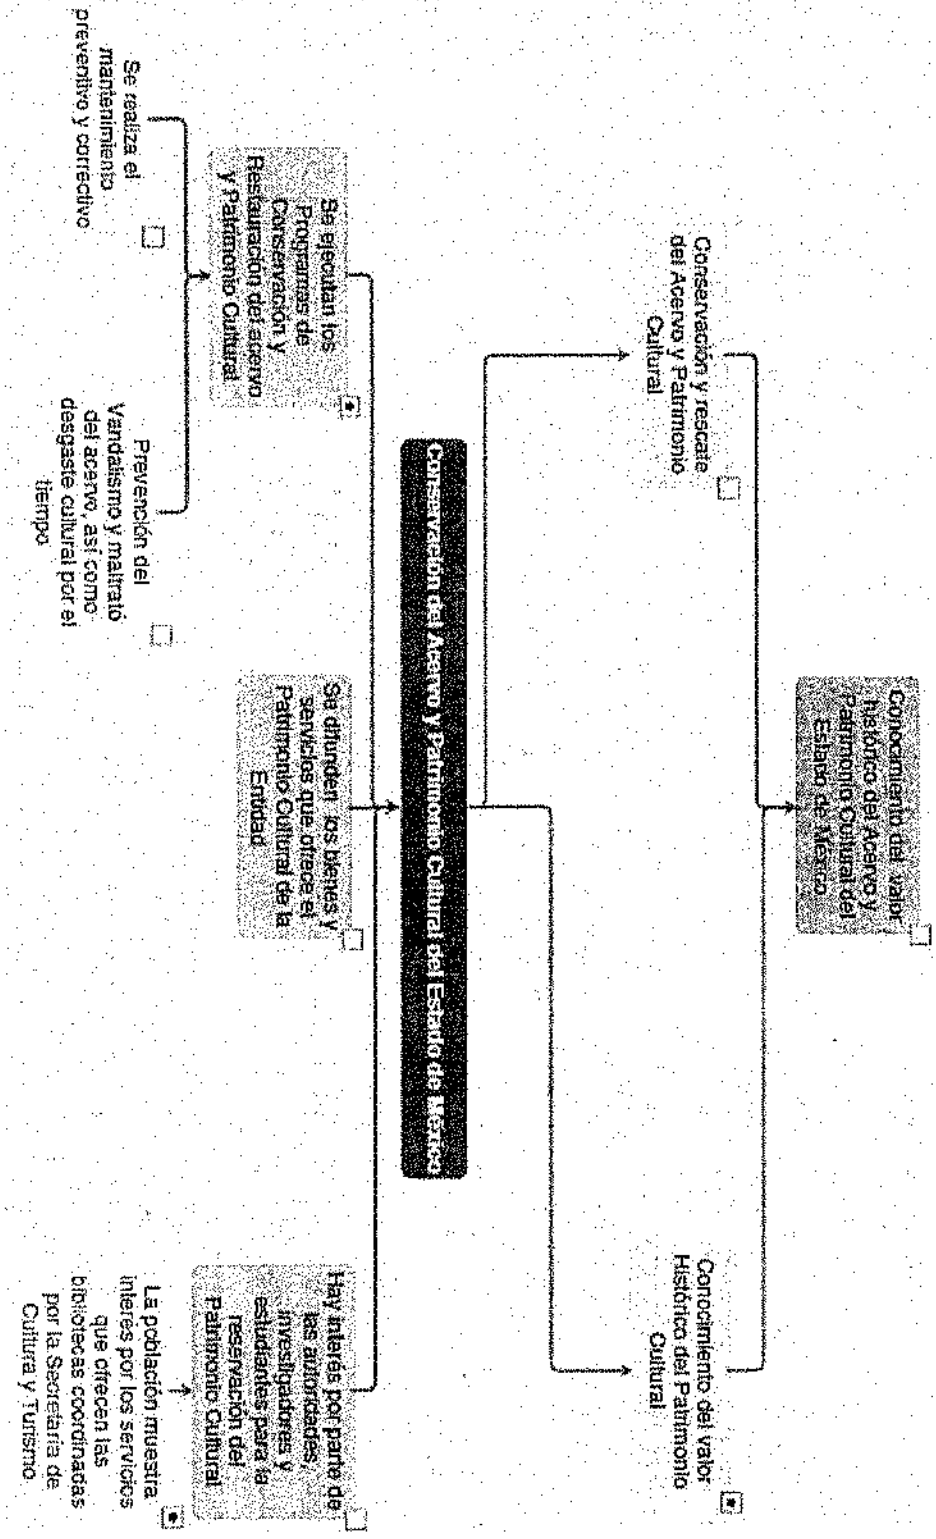 Conocamiento del valor
histórico del Acervo y
Patrimonio Cultural del
Estado de México
Conservación y rescate
del Acervo y Patrimonio
Cultural
Conocimiento del valor
Histórico del Patrimonio
Cultural
Conservación del Acervo y Patrimonio Cultural del Estado de México
Se ejecutan los
Programas de
Conservación y
Restauración del acervo
y Patrimonio Cultural
Se difunden los bienes y
servicios que ofrece el
Patrimonio Cultural de la
Entidad
Hay interés por parte de
las autoridades,
investigadores y
estudiantes para la
reservación del
Patrimonio Cultural
Se realiza el
mantenimiento
preventivo y correctivo
Prevención del
Vandalismo y maltrató
del acervo, así como
desgaste cultural por el
tiempo
La población muestra
interés por los servicios
que ofrecen las
bibliotecas coordinadas
por la Secretaría de
Cultura y Turismo